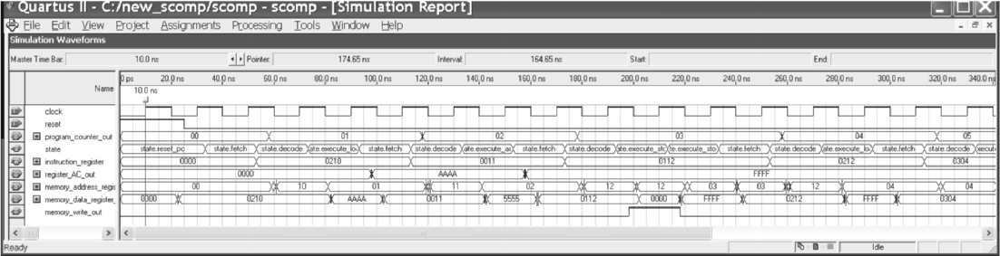 Quartus II - C:/new_scomp/scomp - scomp - [Simulation Report]
File Edit View Project Assignments Processing Tools Window Help
Simulation Waveforms
Master Time Bar: 10.0 ns Pointer: 174.65 ns Interval: 164.65 ns Start: End:
Name 0 ps 20.0 ns 40.0 ns 60.0 ns 80.0 ns 100.0 ns 120.0 ns 140.0 ns 160.0 ns 180.0 ns 200.0 ns 220.0 ns 240.0 ns 260.0 ns 280.0 ns 300.0 ns 320.0 ns 340.0 ns
10.0 ns
clock
reset
program_counter_out 00 01 02 03 04 05
state state.reset_pc state.fetch state.decode ate.execute_loa state.fetch state.decode ate.execute_ad state.fetch state.decode te.execute_sto te.execute_sto state.fetch state.decode ate.execute_loa state.fetch state.decode execut
instruction_register 0000 0210 0011 0112 0212 0304
register_AC_out 0000 AAAA FFFF
memory_address_regis 00 10 01 11 02 12 12 03 03 12 04 04
memory_data_register_ 0000 0210 AAAA 0011 5555 0112 0000 FFFF 0212 FFFF 0304
memory_write_out
Ready Idle